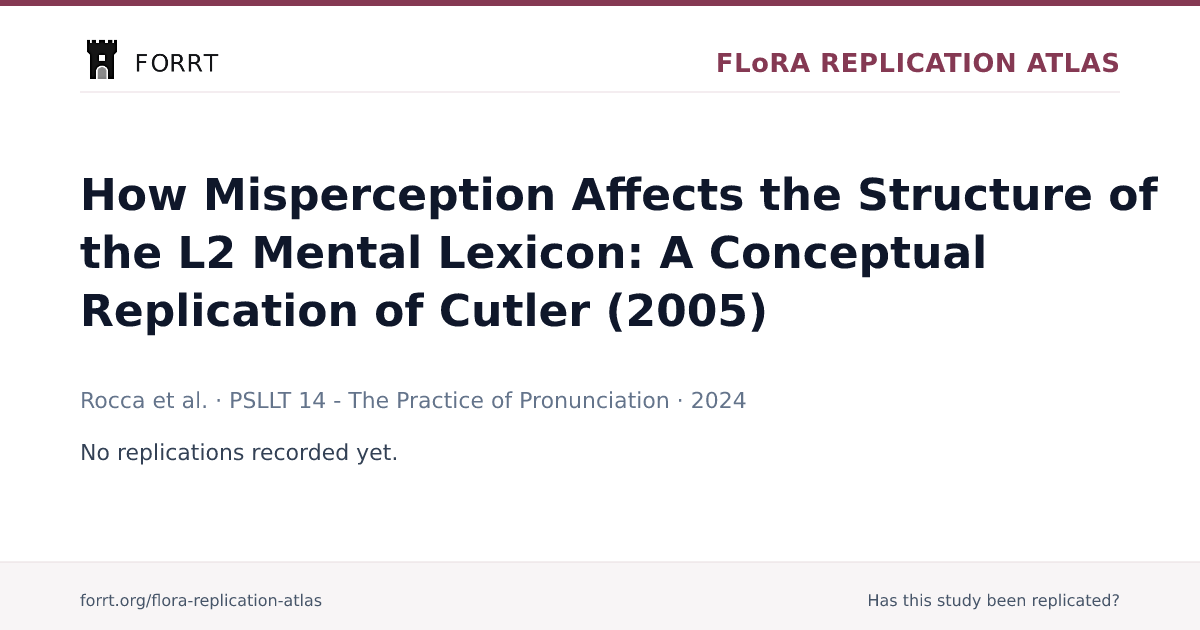 FORRT
FLoRA REPLICATION ATLAS
How Misperception Affects the Structure of
the L2 Mental Lexicon: A Conceptual
Replication of Cutler (2005)
Rocca et al. · PSLLT 14 - The Practice of Pronunciation · 2024
No replications recorded yet.
forrt.org/flora-replication-atlas
Has this study been replicated?